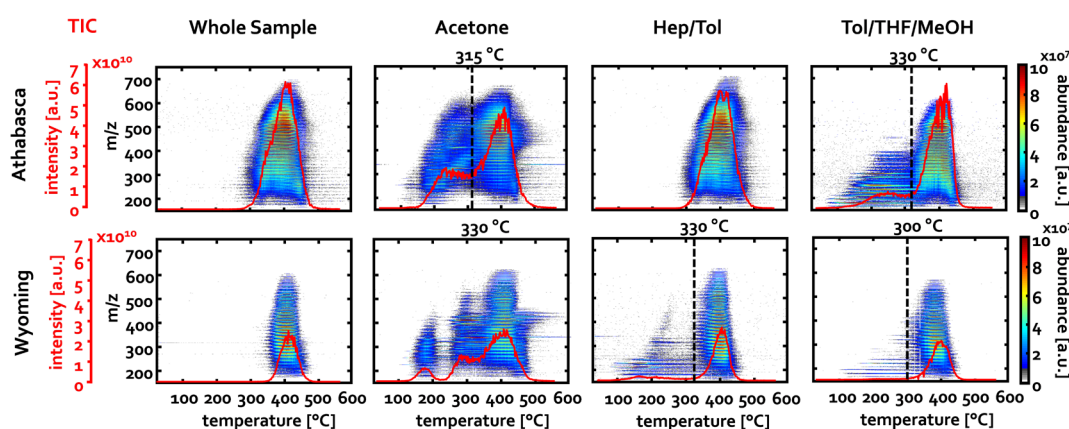 TIC
Whole Sample
Acetone
Hep/Tol
Tol/THF/MeOH
Athabasca
intensity [a.u.]
x10¹⁰
7
6
5
4
3
2
1
0
m/z
700
600
500
400
300
200
315 °C
330 °C
x10⁷
10
8
6
4
2
0
abundance [a.u.]
Wyoming
intensity [a.u.]
x10¹⁰
7
6
5
4
3
2
1
0
m/z
700
600
500
400
300
200
330 °C
330 °C
300 °C
10
8
6
4
2
0
abundance [a.u.]
100 200 300 400 500 600
100 200 300 400 500 600
100 200 300 400 500 600
100 200 300 400 500 600
temperature [°C]
temperature [°C]
temperature [°C]
temperature [°C]